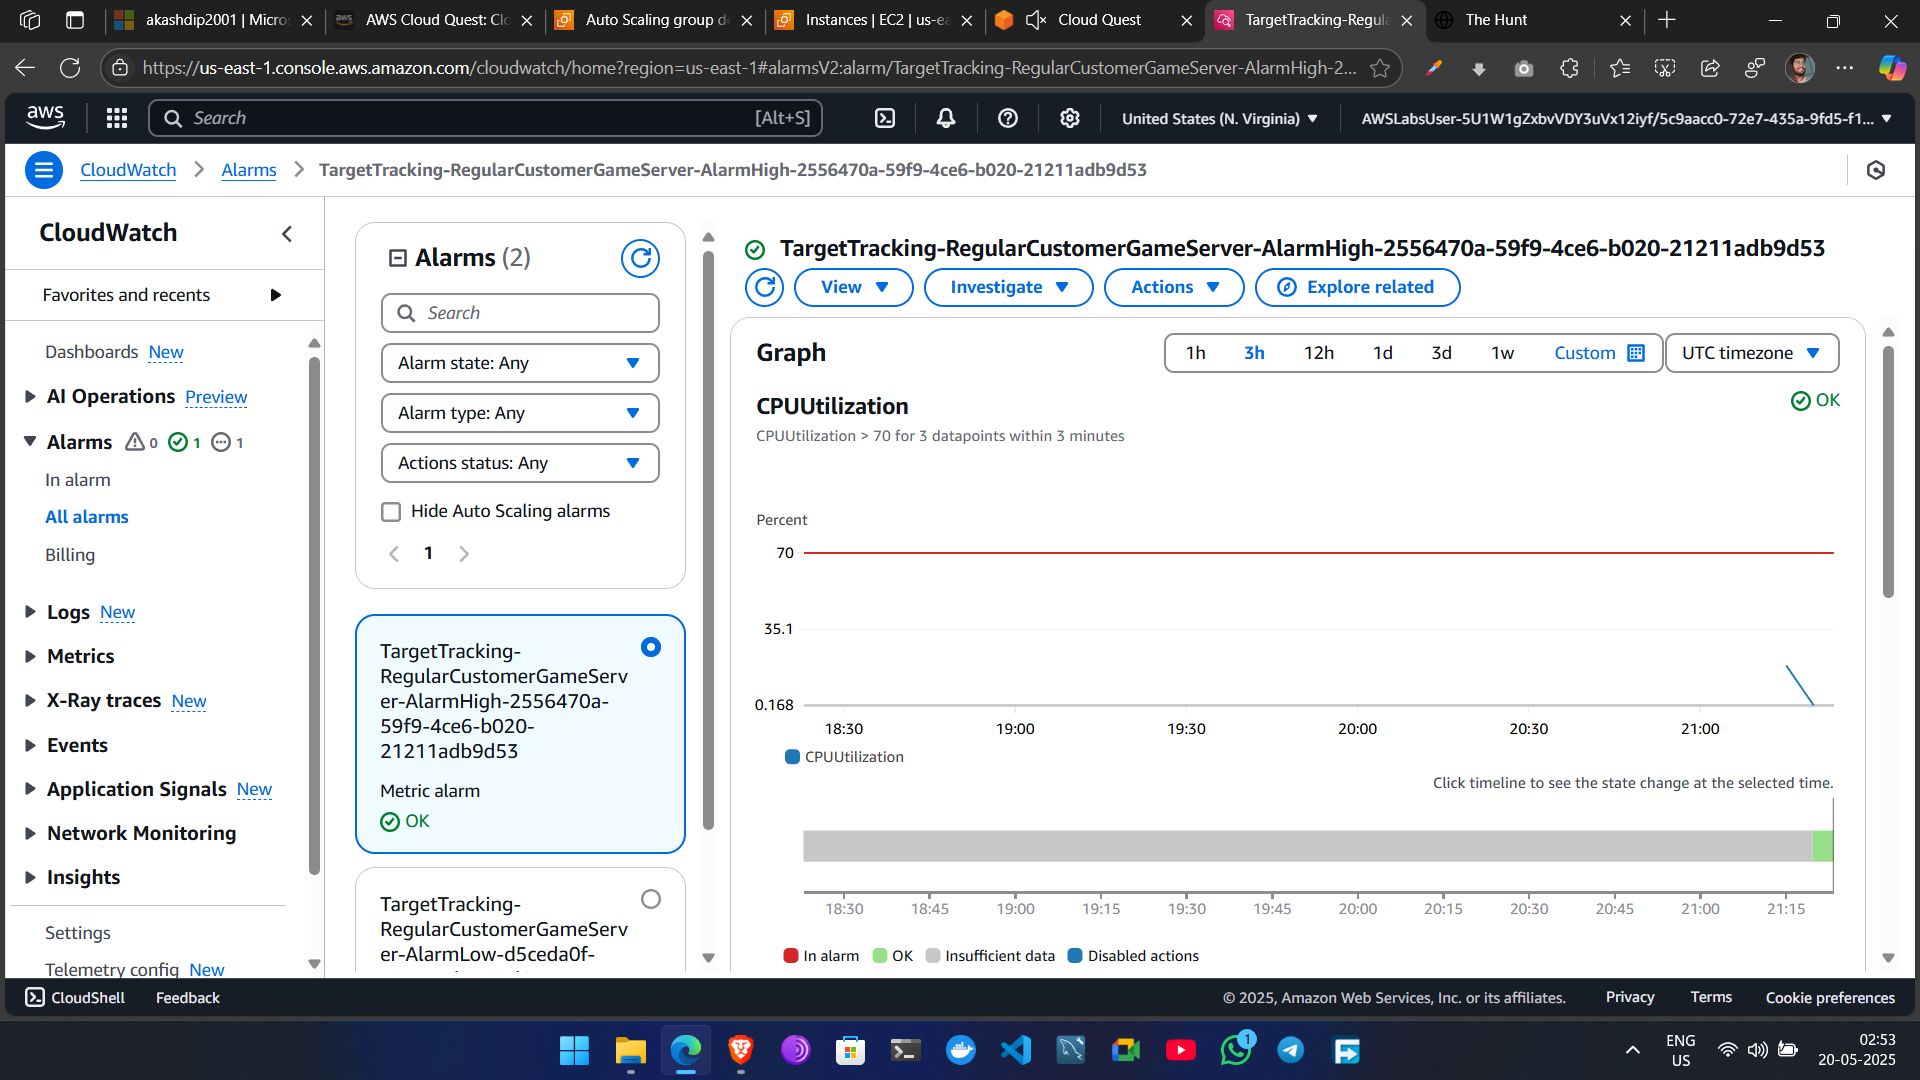 akashdip2001 | Micros
AWS Cloud Quest: Clo
Auto Scaling group de
Instances | EC2 | us-ea
Cloud Quest
TargetTracking-Regula
The Hunt
https://us-east-1.console.aws.amazon.com/cloudwatch/home?region=us-east-1#alarmsV2:alarm/TargetTracking-RegularCustomerGameServer-AlarmHigh-2...
aws
Search
[Alt+S]
United States (N. Virginia)
AWSLabsUser-5U1W1gZxbvVDY3uVx12iyf/5c9aacc0-72e7-435a-9fd5-f1...
CloudWatch
Alarms
TargetTracking-RegularCustomerGameServer-AlarmHigh-2556470a-59f9-4ce6-b020-21211adb9d53
CloudWatch
Favorites and recents
Dashboards New
AI Operations Preview
Alarms 0 1 1
In alarm
All alarms
Billing
Logs New
Metrics
X-Ray traces New
Events
Application Signals New
Network Monitoring
Insights
Settings
Telemetry config New
Alarms (2)
Search
Alarm state: Any
Alarm type: Any
Actions status: Any
Hide Auto Scaling alarms
1
TargetTracking-
RegularCustomerGameServ
er-AlarmHigh-2556470a-
59f9-4ce6-b020-
21211adb9d53
Metric alarm
OK
TargetTracking-
RegularCustomerGameServ
er-AlarmLow-d5ceda0f-
TargetTracking-RegularCustomerGameServer-AlarmHigh-2556470a-59f9-4ce6-b020-21211adb9d53
View
Investigate
Actions
Explore related
Graph
1h 3h 12h 1d 3d 1w Custom
UTC timezone
CPUUtilization
OK
CPUUtilization > 70 for 3 datapoints within 3 minutes
Percent
70
35.1
0.168
18:30 19:00 19:30 20:00 20:30 21:00
CPUUtilization
Click timeline to see the state change at the selected time.
18:30 18:45 19:00 19:15 19:30 19:45 20:00 20:15 20:30 20:45 21:00 21:15
In alarm OK Insufficient data Disabled actions
CloudShell
Feedback
© 2025, Amazon Web Services, Inc. or its affiliates.
Privacy
Terms
Cookie preferences
1
ENG
US
02:53
20-05-2025